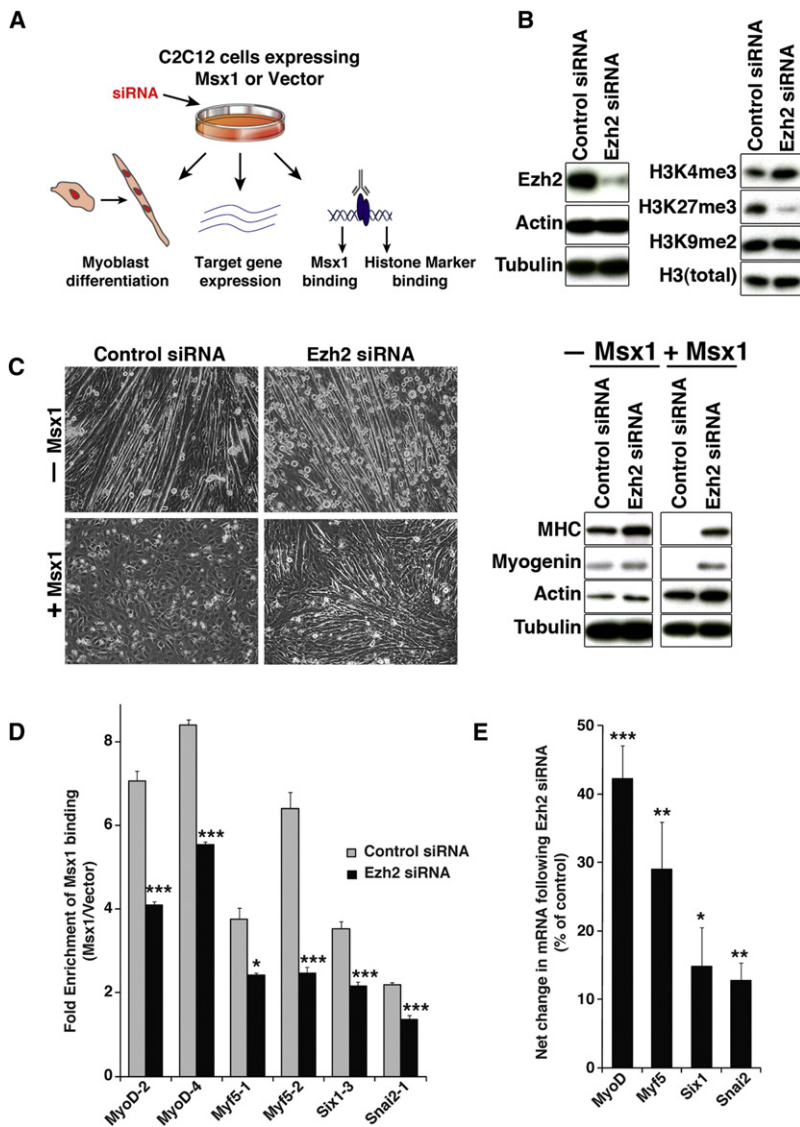 A
C2C12 cells expressing
Msx1 or Vector
siRNA
Myoblast
differentiation
Target gene
expression
Msx1
binding
Histone Marker
binding
B
Control siRNA
Ezh2 siRNA
Ezh2
Actin
Tubulin
Control siRNA
Ezh2 siRNA
H3K4me3
H3K27me3
H3K9me2
H3(total)
C
Control siRNA
Ezh2 siRNA
— Msx1
+ Msx1
— Msx1 + Msx1
Control siRNA
Ezh2 siRNA
Control siRNA
Ezh2 siRNA
MHC
Myogenin
Actin
Tubulin
D
Fold Enrichment of Msx1 binding
(Msx1/Vector)
8
6
4
2
0
***
***
*
***
***
***
Control siRNA
Ezh2 siRNA
MyoD-2
MyoD-4
Myf5-1
Myf5-2
Six1-3
Snai2-1
E
Net change in mRNA following Ezh2 siRNA
(% of control)
50
40
30
20
10
0
***
**
*
**
MyoD
Myf5
Six1
Snai2